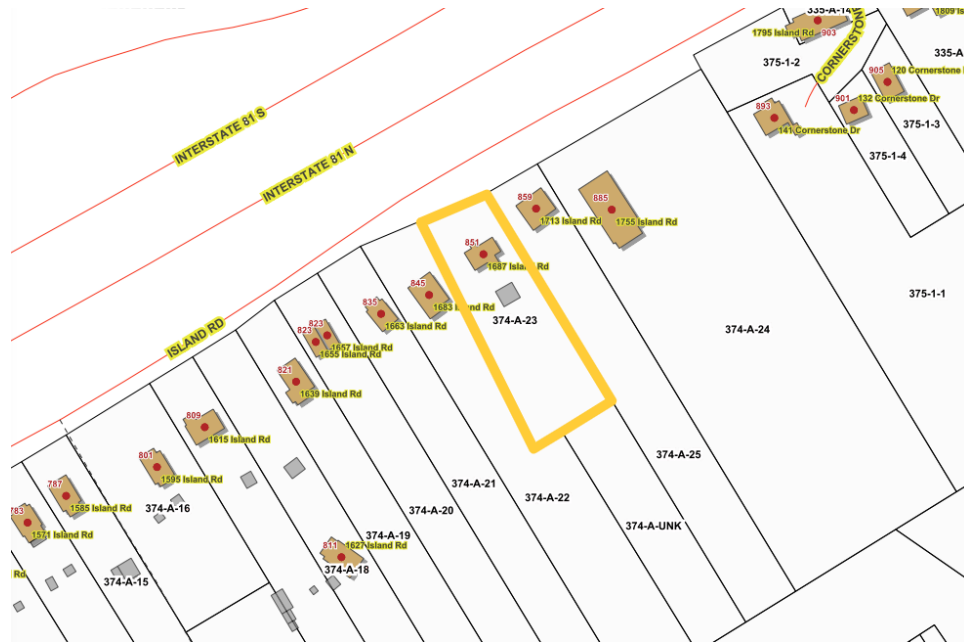 335-A-14
1809 Is
1795 Island Rd
903
CORNERSTONE
335-A
375-1-2
905
120 Cornerstone
901
132 Cornerstone Dr
893
141 Cornerstone Dr
375-1-3
INTERSTATE 81 S
375-1-4
INTERSTATE 81 N
859
885
1713 Island Rd
1755 Island Rd
851
1687 Island Rd
845
375-1-1
835
1683 Island Rd
374-A-23
1663 Island Rd
374-A-24
ISLAND RD
823
823
1657 Island Rd
1655 Island Rd
821
1639 Island Rd
809
1615 Island Rd
374-A-25
801
1595 Island Rd
787
374-A-21
374-A-22
1585 Island Rd
374-A-16
374-A-20
783
374-A-UNK
1571 Island Rd
374-A-19
811
1627 Island Rd
374-A-18
Rd
374-A-15